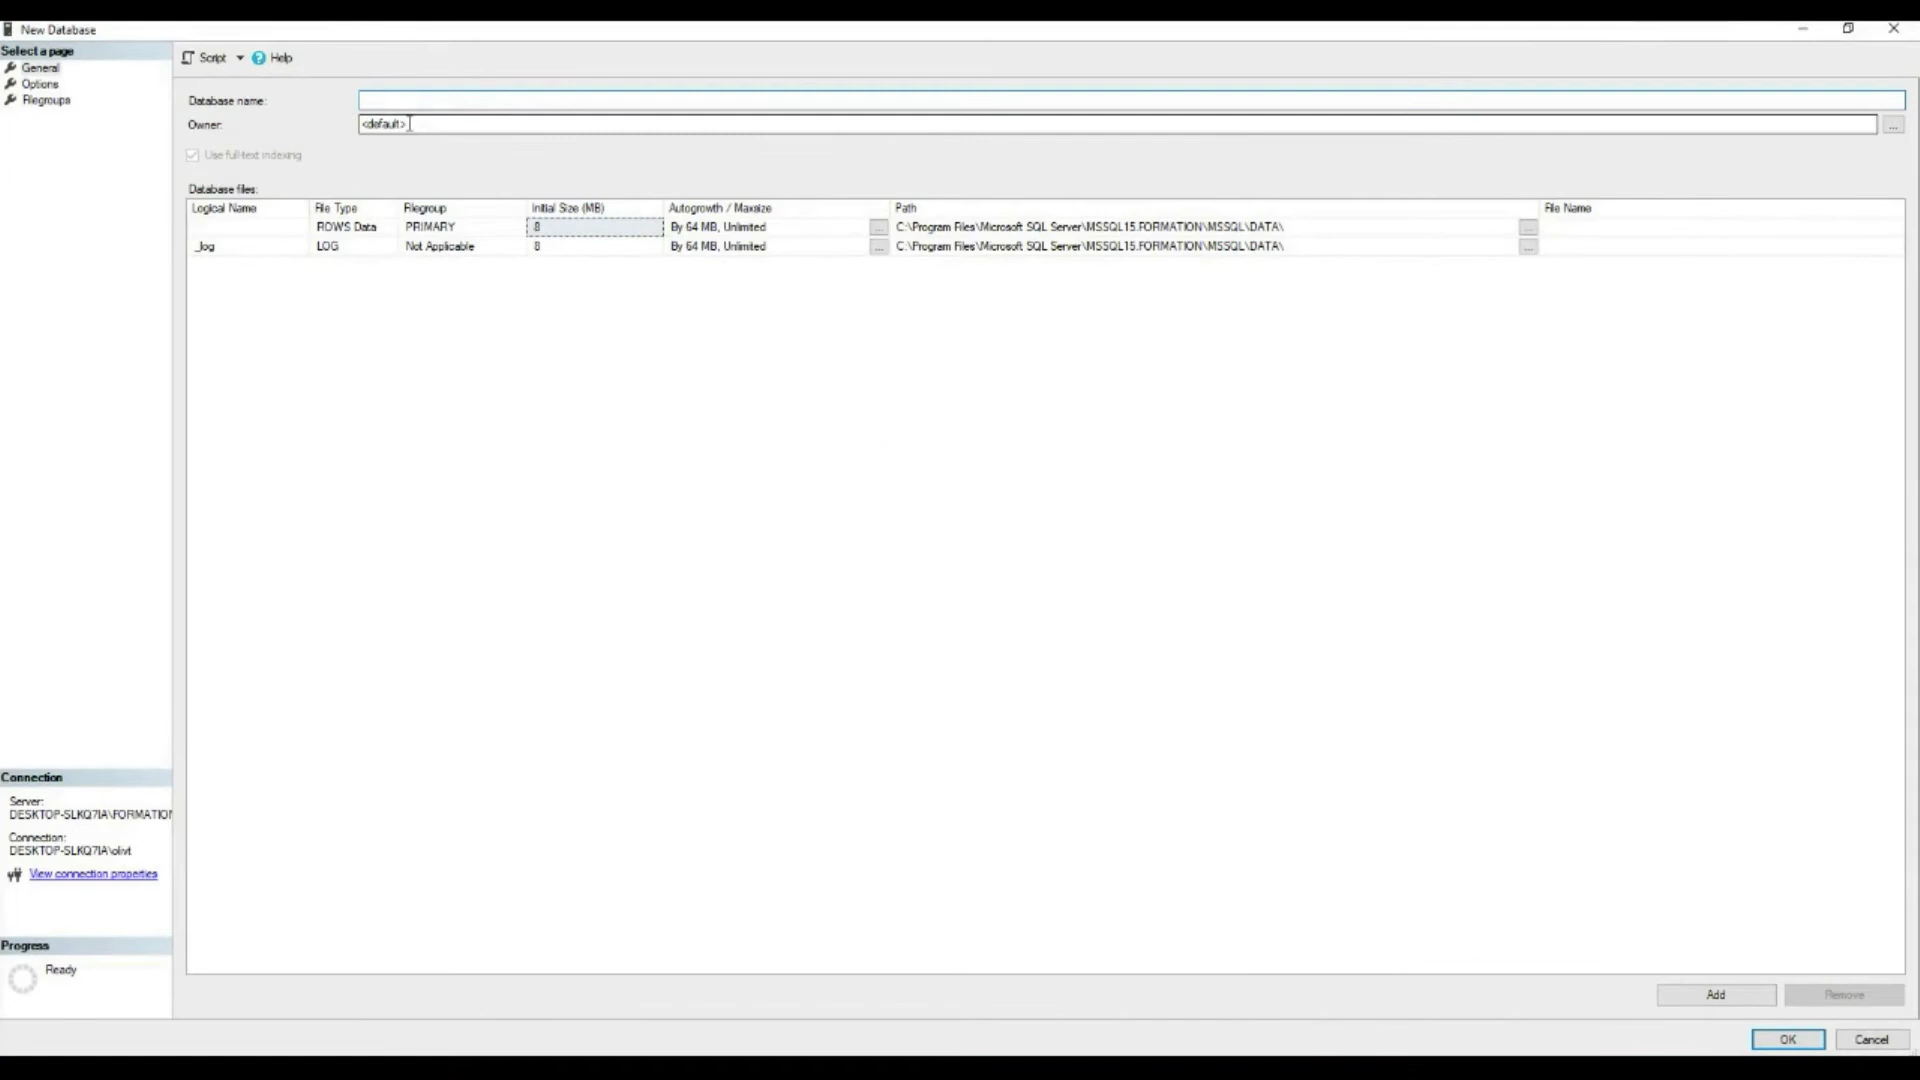 New Database
Select a page
General
Options
Filegroups
Script
Help
Database name:
Owner:
<default>
Use full-text indexing
Database files:
Logical Name File Type Filegroup Initial Size (MB) Autogrowth / Maxsize Path File Name
ROWS Data PRIMARY 8 By 64 MB, Unlimited ... C:\Program Files\Microsoft SQL Server\MSSQL15.FORMATION\MSSQL\DATA\ ...
_log LOG Not Applicable 8 By 64 MB, Unlimited ... C:\Program Files\Microsoft SQL Server\MSSQL15.FORMATION\MSSQL\DATA\ ...
Connection
Server:
DESKTOP-SLKQ7IA\FORMATION
Connection:
DESKTOP-SLKQ7IA\olivt
View connection properties
Progress
Ready
Add
Remove
OK
Cancel